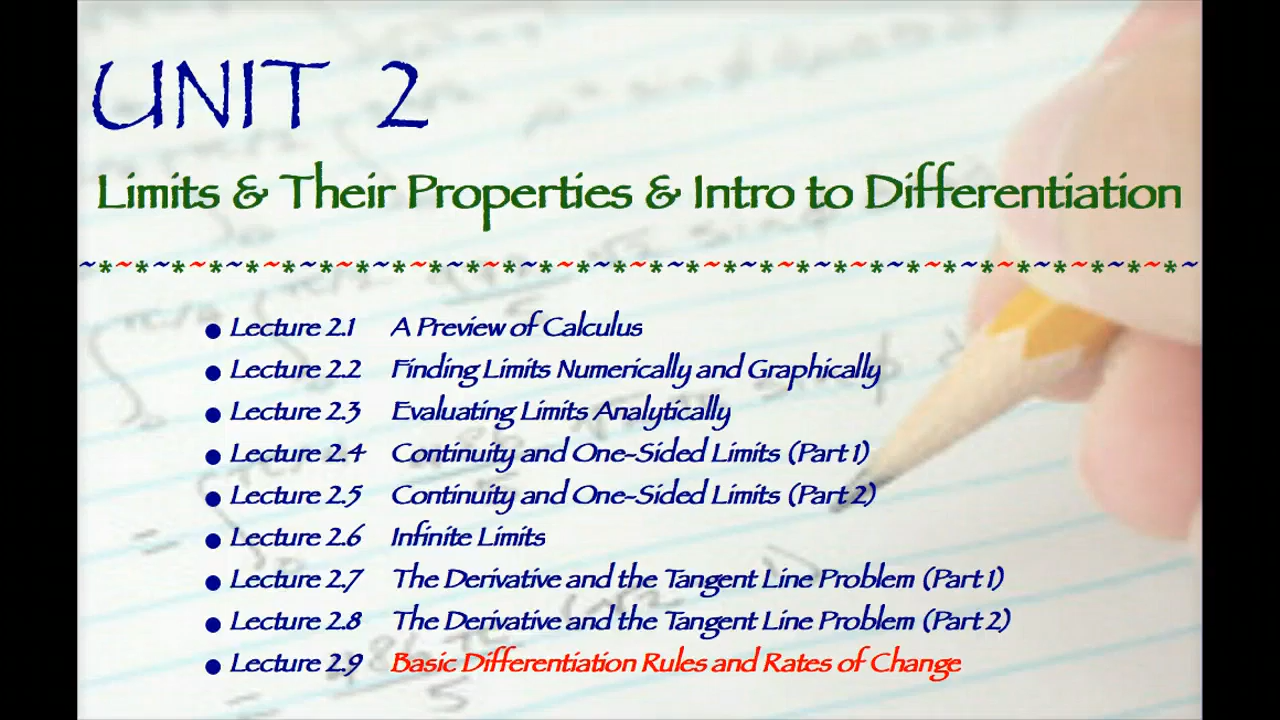 UNIT 2
Limits & Their Properties & Intro to Differentiation
~*~*~*~*~*~*~*~*~*~*~*~*~*~*~*~*~*~*~*~*~*~*~*~*~*~*~*~*~*~*~
• Lecture 2.1 A Preview of Calculus
• Lecture 2.2 Finding Limits Numerically and Graphically
• Lecture 2.3 Evaluating Limits Analytically
• Lecture 2.4 Continuity and One-Sided Limits (Part 1)
• Lecture 2.5 Continuity and One-Sided Limits (Part 2)
• Lecture 2.6 Infinite Limits
• Lecture 2.7 The Derivative and the Tangent Line Problem (Part 1)
• Lecture 2.8 The Derivative and the Tangent Line Problem (Part 2)
• Lecture 2.9 Basic Differentiation Rules and Rates of Change